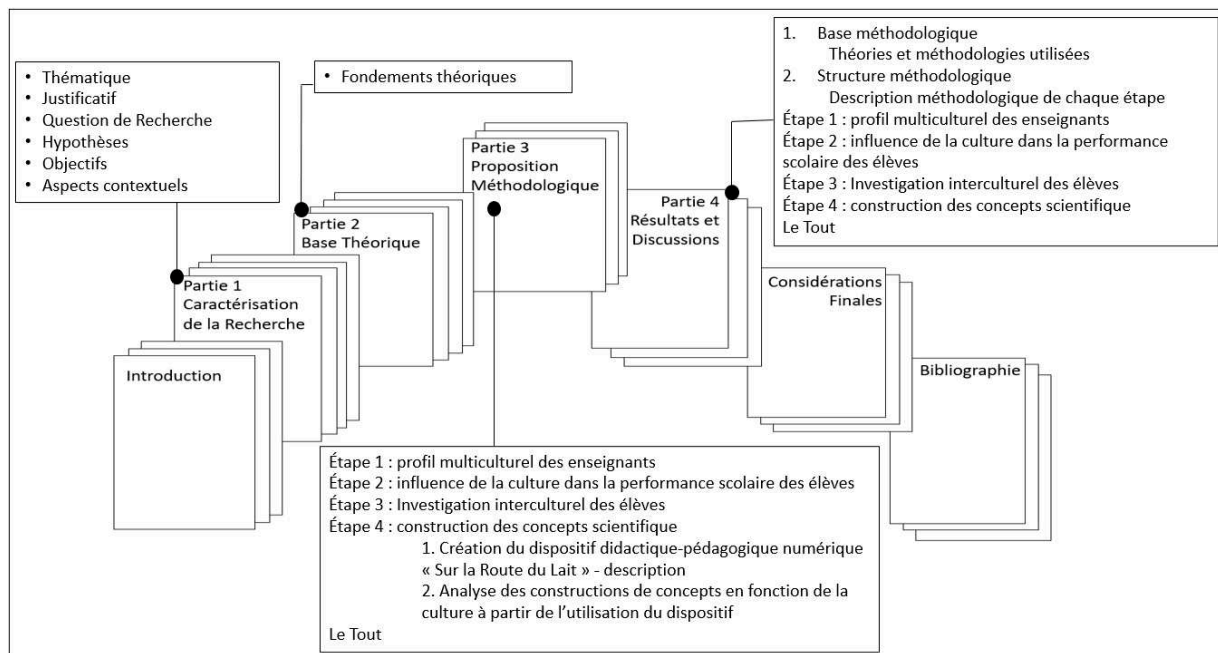 • Thématique
• Justificatif
• Question de Recherche
• Hypothèses
• Objectifs
• Aspects contextuels
• Fondements théoriques
1. Base méthodologique
Théories et méthodologies utilisées
2. Structure méthodologique
Description méthodologique de chaque étape
Étape 1 : profil multiculturel des enseignants
Étape 2 : influence de la culture dans la performance
scolaire des élèves
Étape 3 : Investigation interculturel des élèves
Étape 4 : construction des concepts scientifique
Le Tout
Introduction
Partie 1
Caractérisation
de la Recherche
Partie 2
Base Théorique
Partie 3
Proposition
Méthodologique
Partie 4
Résultats et
Discussions
Considérations
Finales
Bibliographie
Étape 1 : profil multiculturel des enseignants
Étape 2 : influence de la culture dans la performance scolaire des élèves
Étape 3 : Investigation interculturel des élèves
Étape 4 : construction des concepts scientifique
1. Création du dispositif didactique-pédagogique numérique
« Sur la Route du Lait » - description
2. Analyse des constructions de concepts en fonction de la
culture à partir de l’utilisation du dispositif
Le Tout